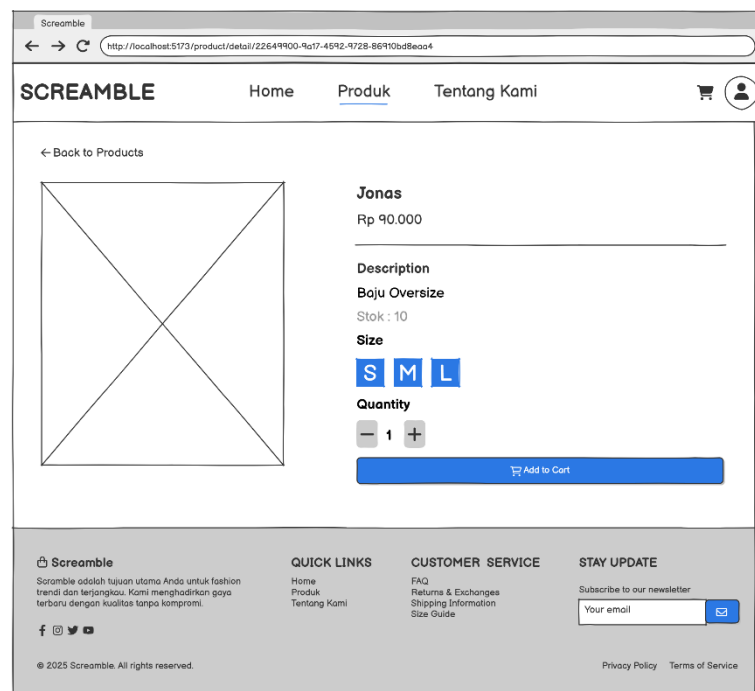 Screamble
http://localhost:5173/product/detail/22649900-9a17-4592-9728-86910bd8eaa4
SCREAMBLE
Home
Produk
Tentang Kami
Back to Products
Jonas
Rp 90.000
Description
Baju Oversize
Stok : 10
Size
S M L
Quantity
1
Add to Cart
Screamble
Scramble adalah tujuan utama Anda untuk fashion
trendi dan terjangkau. Kami menghadirkan gaya
terbaru dengan kualitas tanpa kompromi.
QUICK LINKS
Home
Produk
Tentang Kami
CUSTOMER SERVICE
FAQ
Returns & Exchanges
Shipping Information
Size Guide
STAY UPDATE
Subscribe to our newsletter
Your email
© 2025 Screamble. All rights reserved.
Privacy Policy
Terms of Service